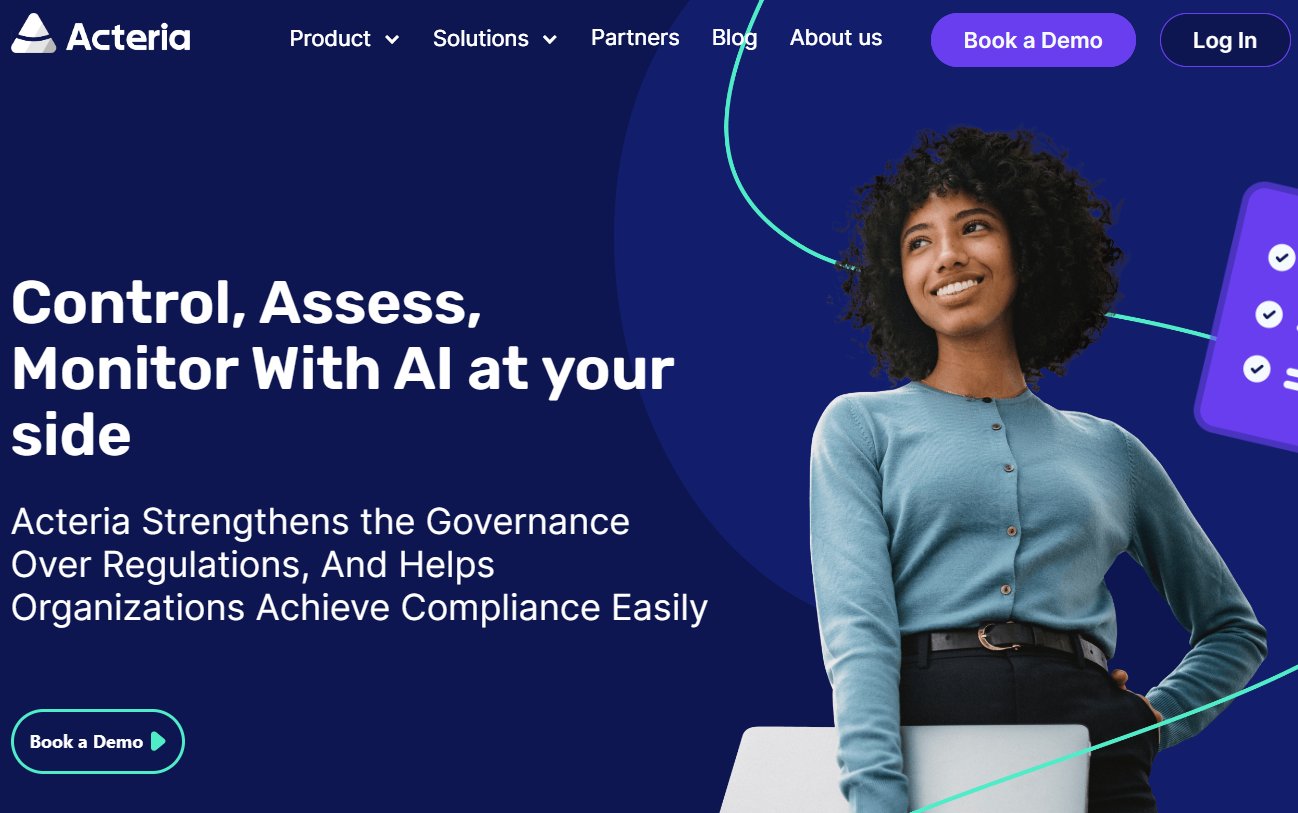 Acteria
Product
Solutions
Partners
Blog
About us
Book a Demo
Log In
Control, Assess,
Monitor With AI at your
side
Acteria Strengthens the Governance
Over Regulations, And Helps
Organizations Achieve Compliance Easily
Book a Demo